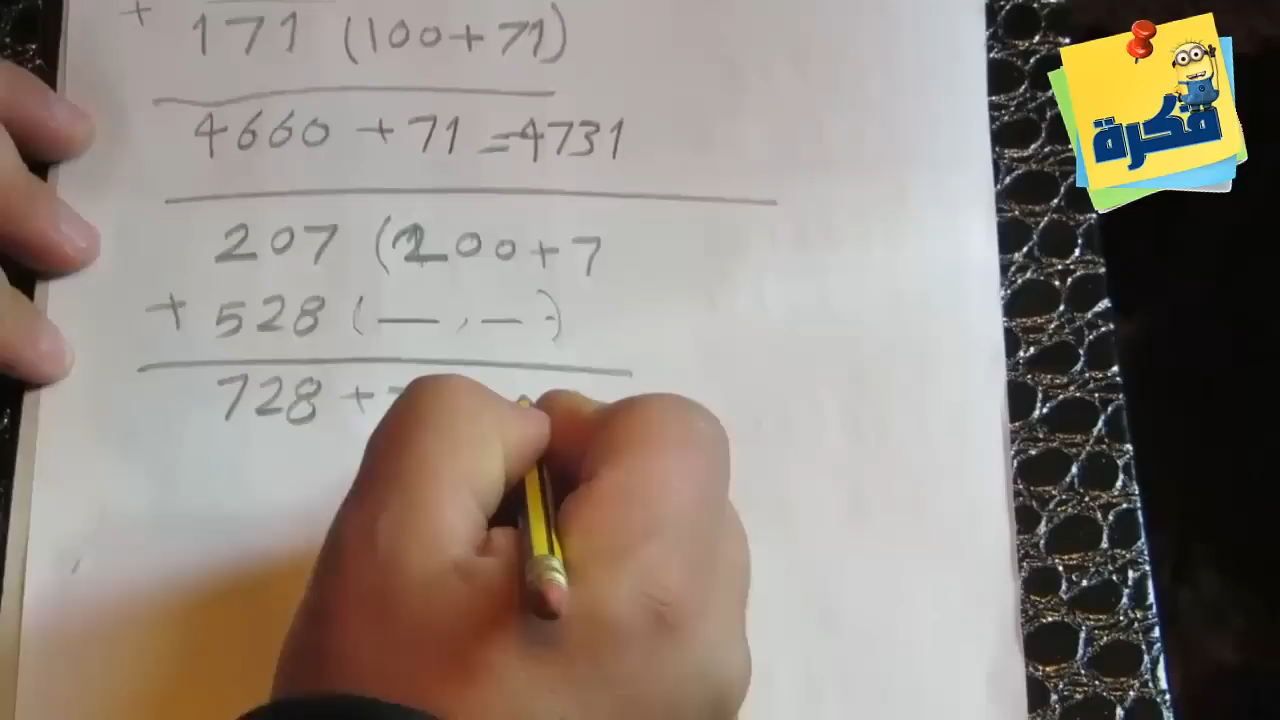 +
171 (100+71)
4660 +71 =4731
207 (200+7
+ 528 ( — , — )
728 +
فكرة